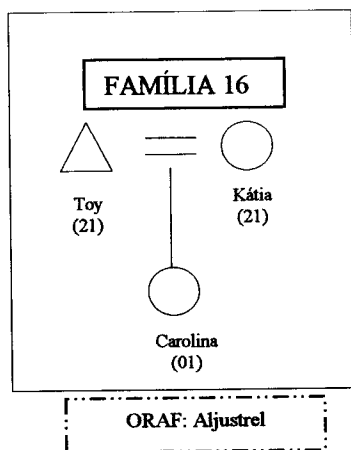 FAMÍLIA 16
Toy
(21)
Kátia
(21)
Carolina
(01)
ORAF: Aljustrel